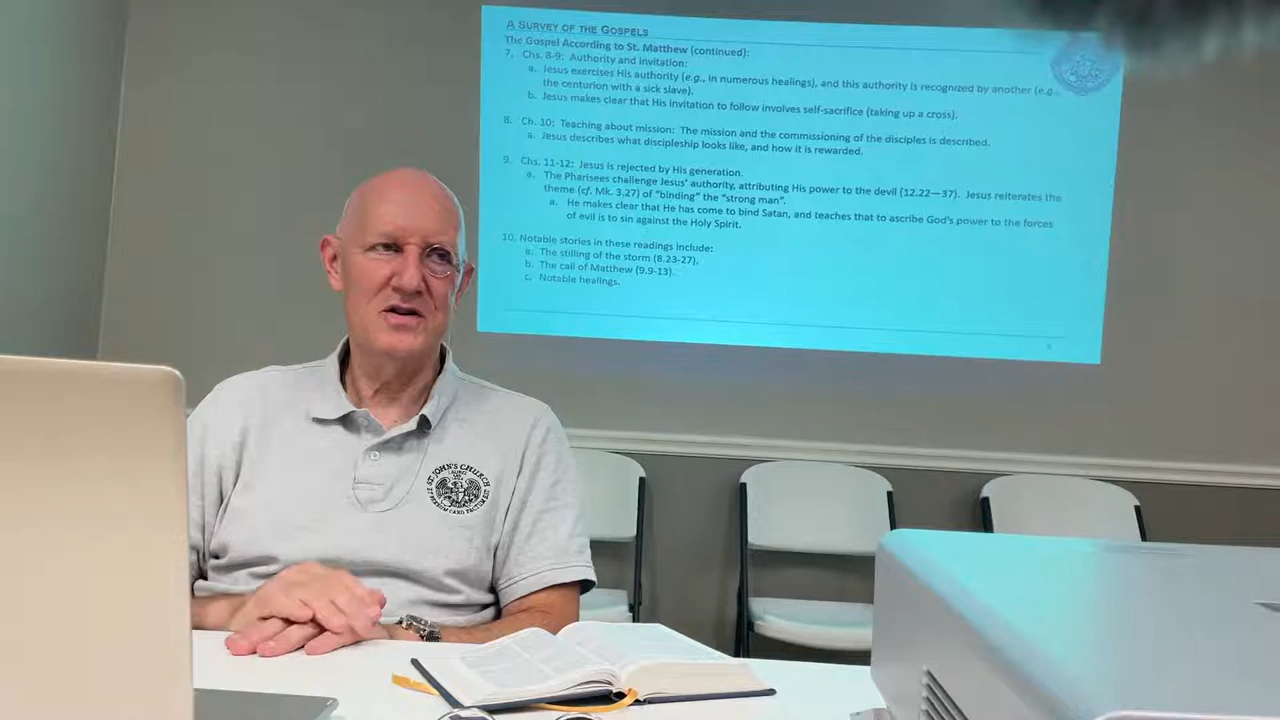 A SURVEY OF THE GOSPELS
The Gospel According to St. Matthew (continued):
7. Chs. 8-9: Authority and invitation:
a. Jesus exercises His authority (e.g., in numerous healings), and this authority is recognized by another (e.g.,
the centurion with a sick slave).
b. Jesus makes clear that His invitation to follow involves self-sacrifice (taking up a cross).
8. Ch. 10: Teaching about mission: The mission and the commissioning of the disciples is described.
a. Jesus describes what discipleship looks like, and how it is rewarded.
9. Chs. 11-12: Jesus is rejected by His generation.
a. The Pharisees challenge Jesus' authority, attributing His power to the devil (12.22—37). Jesus reiterates the
theme (cf. Mk. 3.27) of "binding" the "strong man".
a. He makes clear that He has come to bind Satan, and teaches that to ascribe God's power to the forces
of evil is to sin against the Holy Spirit.
10. Notable stories in these readings include:
a. The stilling of the storm (8.23-27).
b. The call of Matthew (9.9-13).
c. Notable healings.
ST. JOHN'S CHURCH
VERBUM CARO FACTUM EST